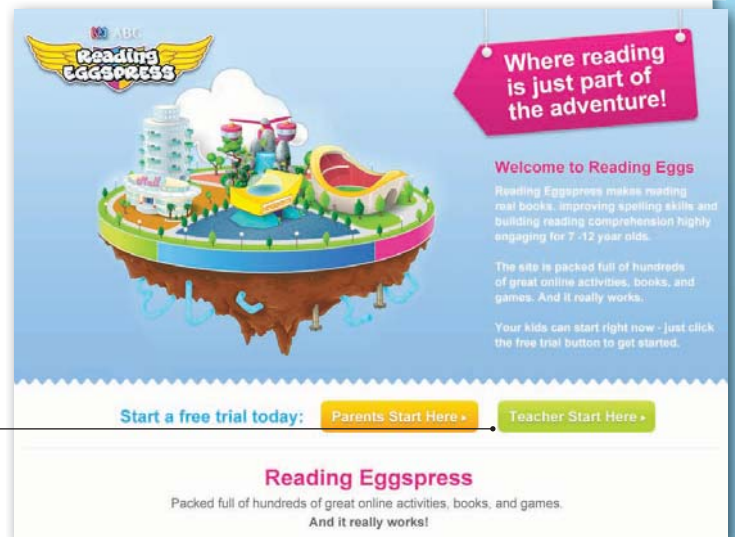 ABC
Reading
EGGSPRESS
Where reading
is just part of
the adventure!
Welcome to Reading Eggs
Reading Eggspress makes reading
real books, improving spelling skills and
building reading comprehension highly
engaging for 7 -12 year olds.
The site is packed full of hundreds
of great online activities, books, and
games. And it really works.
Your kids can start right now - just click
the free trial button to get started.
Start a free trial today:
Parents Start Here
Teacher Start Here
Reading Eggspress
Packed full of hundreds of great online activities, books, and games.
And it really works!